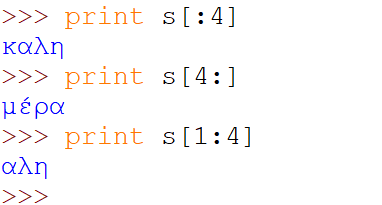 >>> print s[:4]
καλη
>>> print s[4:]
μέρα
>>> print s[1:4]
αλη
>>>